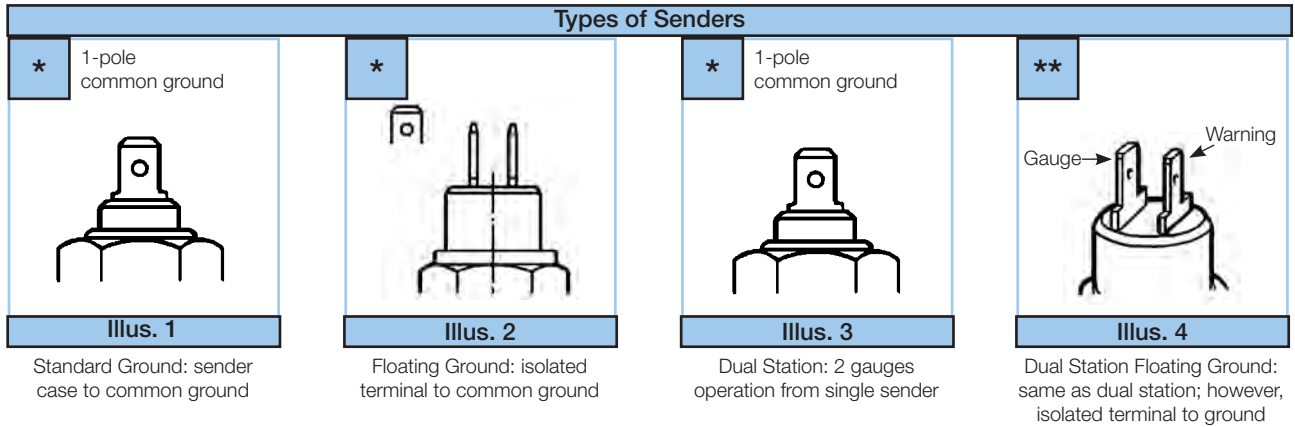 Types of Senders
*
1-pole
common ground
Illus. 1
Standard Ground: sender
case to common ground
*
Illus. 2
Floating Ground: isolated
terminal to common ground
*
1-pole
common ground
Illus. 3
Dual Station: 2 gauges
operation from single sender
**
Gauge
Warning
Illus. 4
Dual Station Floating Ground:
same as dual station; however,
isolated terminal to ground